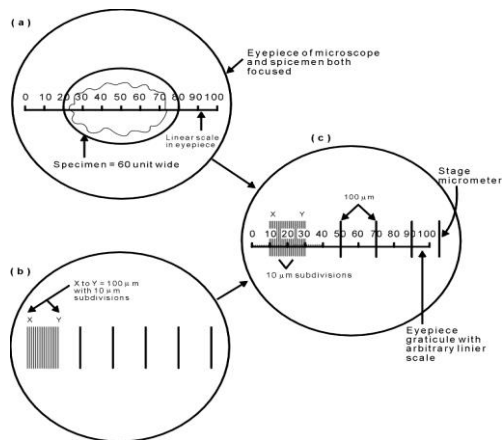 (a)
Eyepiece of microscope
and spicemen both
focused
0 10 20 30 40 50 60 70 80 90 100
Linear scale
in eyepiece
Specimen = 60 unit wide
(c)
Stage
micrometer
100 µm
X Y
0 10 20 30 40 50 60 70 80 90 100
10 µm subdivisions
Eyepiece
graticule with
arbitrary linier
scale
(b)
X to Y = 100 µm
with 10 µm
subdivisions
X Y